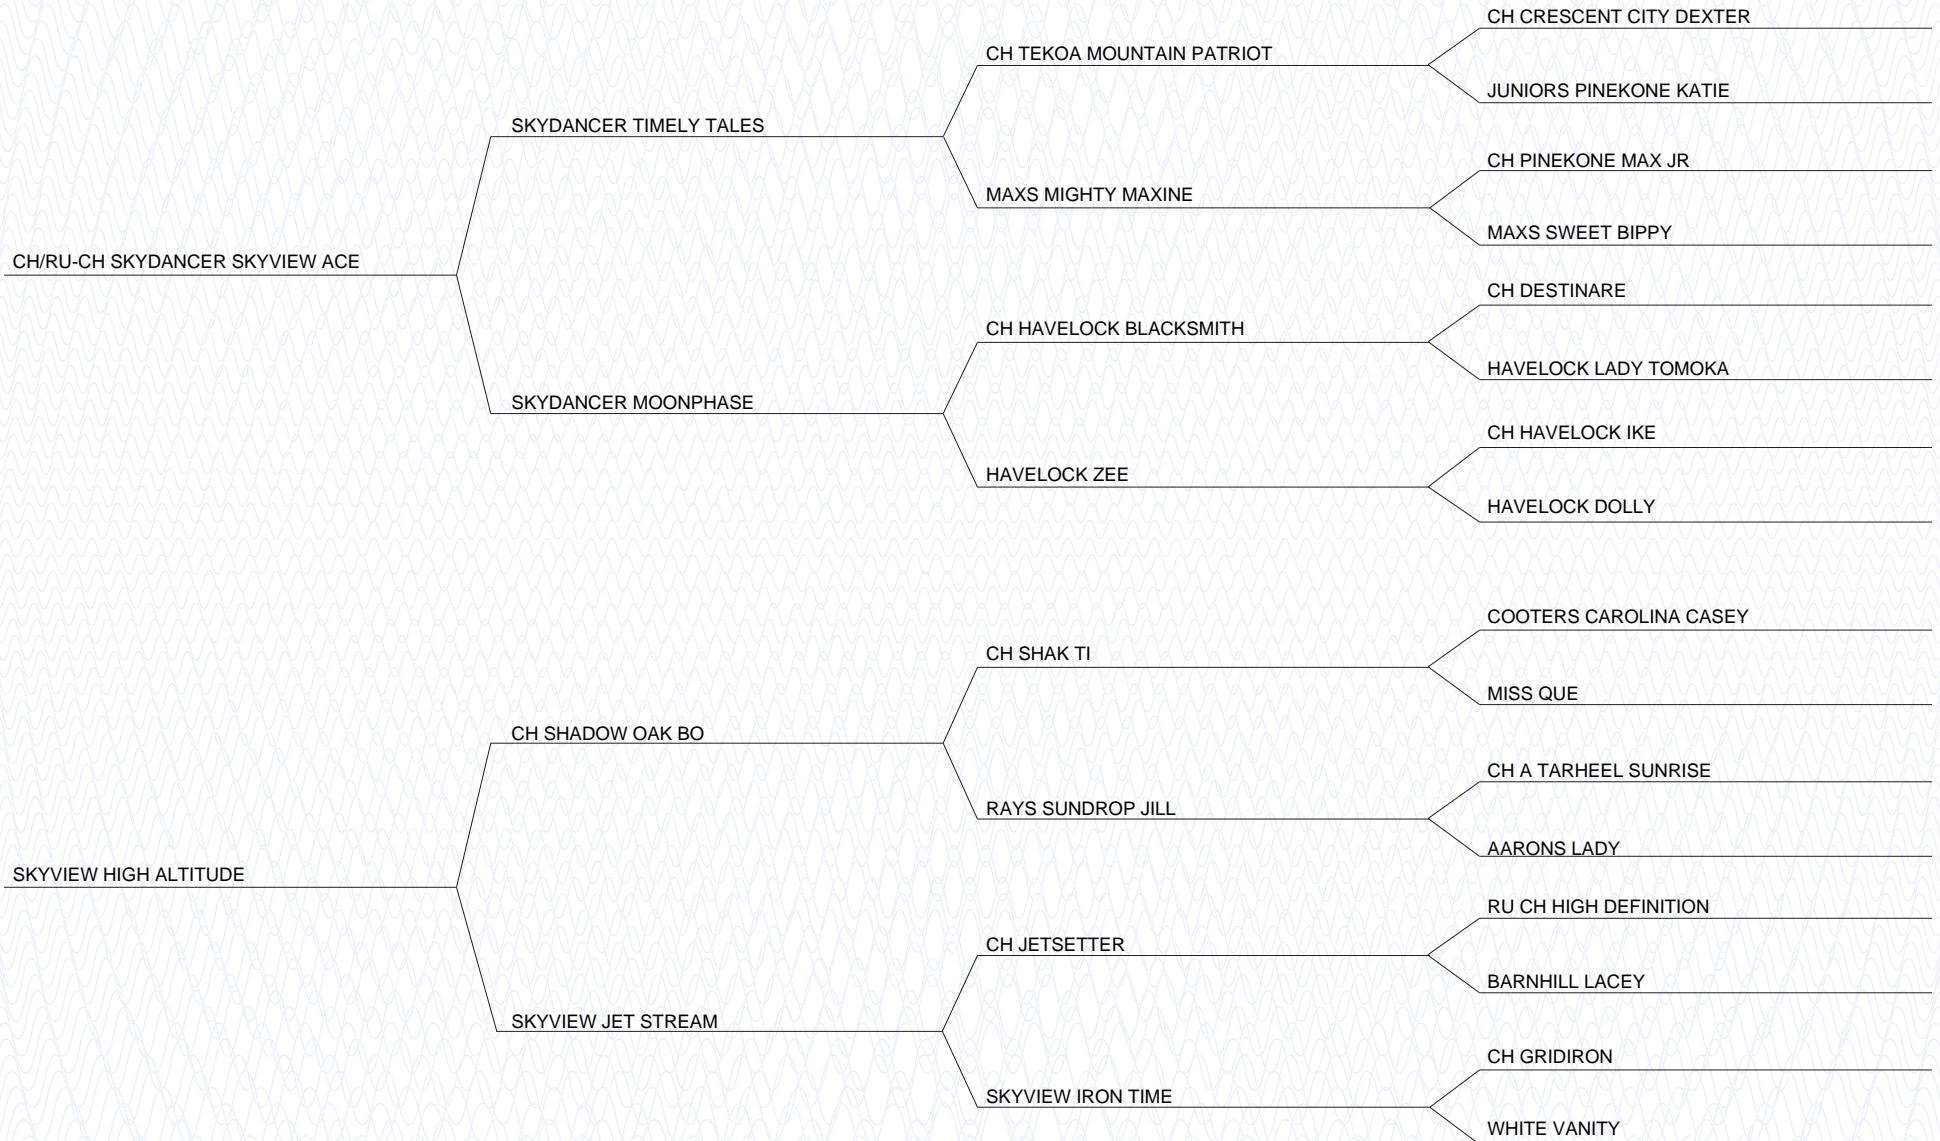 CH CRESCENT CITY DEXTER
CH TEKOA MOUNTAIN PATRIOT
JUNIORS PINEKONE KATIE
SKYDANCER TIMELY TALES
CH PINEKONE MAX JR
MAXS MIGHTY MAXINE
MAXS SWEET BIPPY
CH/RU-CH SKYDANCER SKYVIEW ACE
CH DESTINARE
CH HAVELOCK BLACKSMITH
HAVELOCK LADY TOMOKA
SKYDANCER MOONPHASE
CH HAVELOCK IKE
HAVELOCK ZEE
HAVELOCK DOLLY
COOTERS CAROLINA CASEY
CH SHAK TI
MISS QUE
CH SHADOW OAK BO
CH A TARHEEL SUNRISE
RAYS SUNDROP JILL
AARONS LADY
SKYVIEW HIGH ALTITUDE
RU CH HIGH DEFINITION
CH JETSETTER
BARNHILL LACEY
SKYVIEW JET STREAM
CH GRIDIRON
SKYVIEW IRON TIME
WHITE VANITY